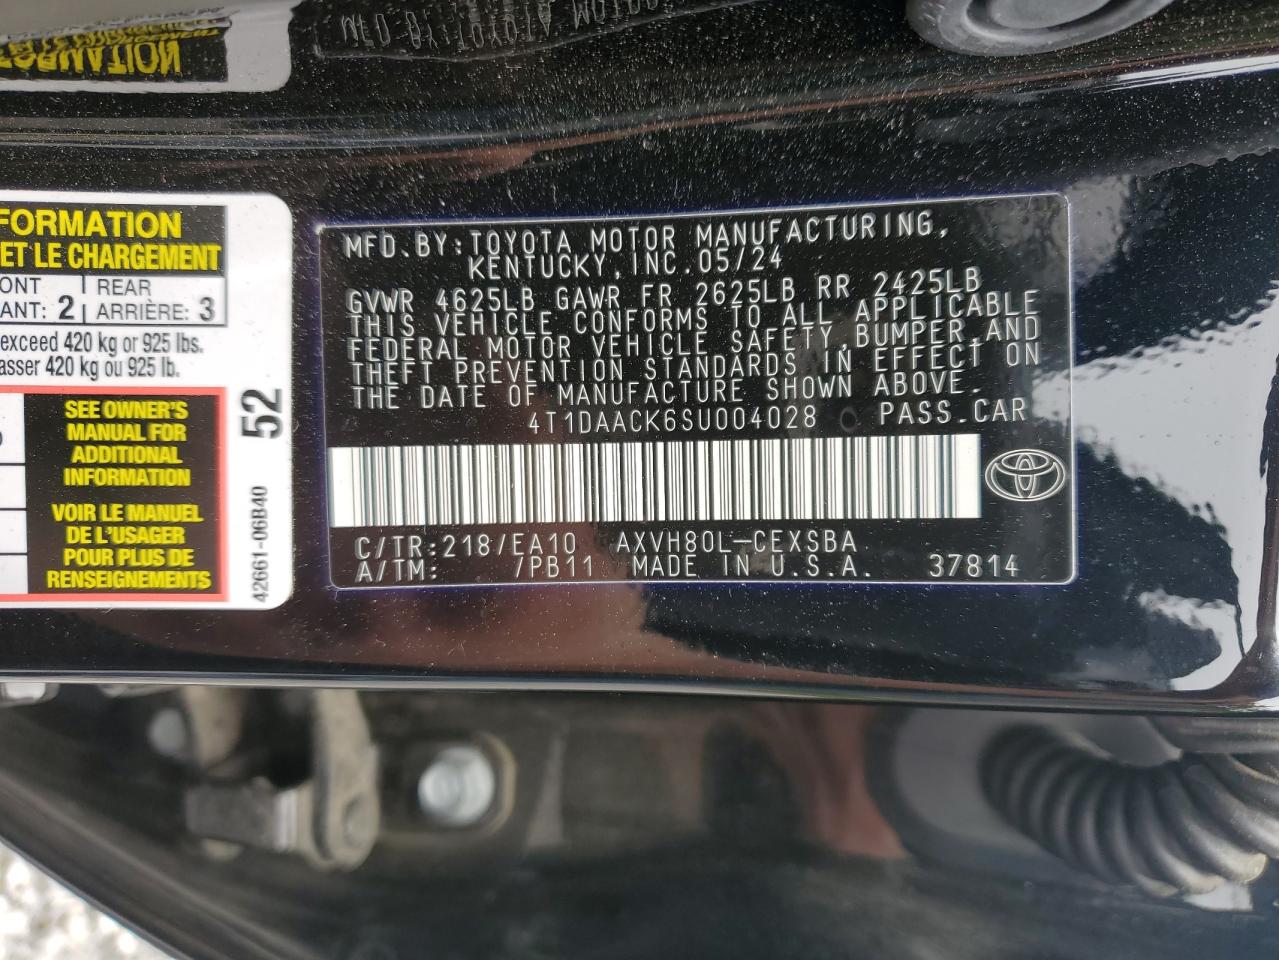 FORMATION
ET LE CHARGEMENT
ONT REAR
ANT: 2 ARRIÈRE: 3
exceed 420 kg or 925 lbs.
asser 420 kg ou 925 lb.
SEE OWNER'S
MANUAL FOR
ADDITIONAL
INFORMATION
VOIR LE MANUEL
DE L'USAGER
POUR PLUS DE
RENSEIGNEMENTS
52
42661-06B40
MFD.BY:TOYOTA MOTOR MANUFACTURING,
KENTUCKY,INC.05/24
GVWR 4625LB GAWR FR 2625LB RR 2425LB
THIS VEHICLE CONFORMS TO ALL APPLICABLE
FEDERAL MOTOR VEHICLE SAFETY,BUMPER,AND
THEFT PREVENTION STANDARDS IN EFFECT ON
THE DATE OF MANUFACTURE SHOWN ABOVE.
4T1DAACK6SU004028 PASS.CAR
C/TR:218/EA10 AXVH80L-CEXSBA
A/TM: /PB11 MADE IN U.S.A. 37814